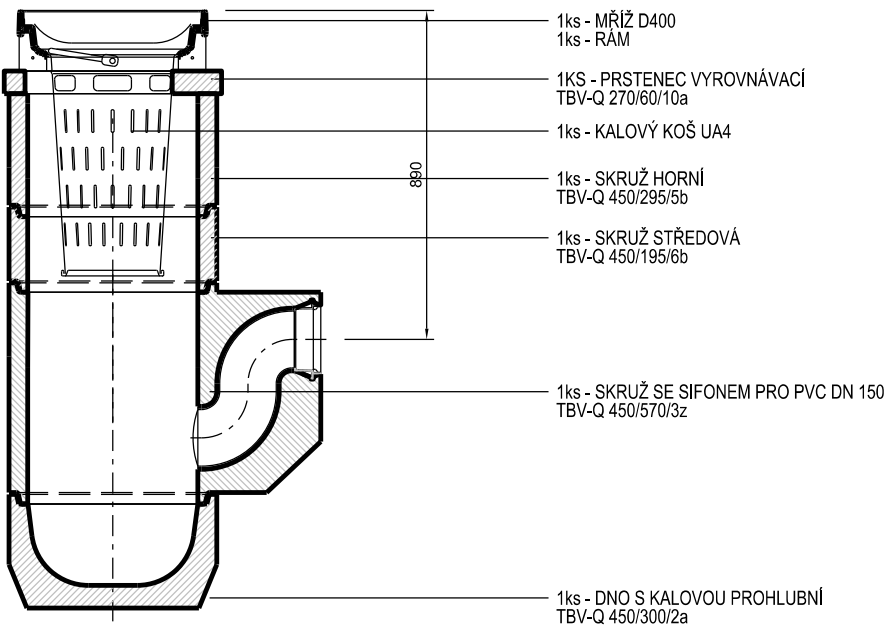 1ks - MŘÍŽ D400
1ks - RÁM
1KS - PRSTENEC VYROVNÁVACÍ
TBV-Q 270/60/10a
1ks - KALOVÝ KOŠ UA4
890
1ks - SKRUŽ HORNÍ
TBV-Q 450/295/5b
1ks - SKRUŽ STŘEDOVÁ
TBV-Q 450/195/6b
1ks - SKRUŽ SE SIFONEM PRO PVC DN 150
TBV-Q 450/570/3z
1ks - DNO S KALOVOU PROHLUBNÍ
TBV-Q 450/300/2a